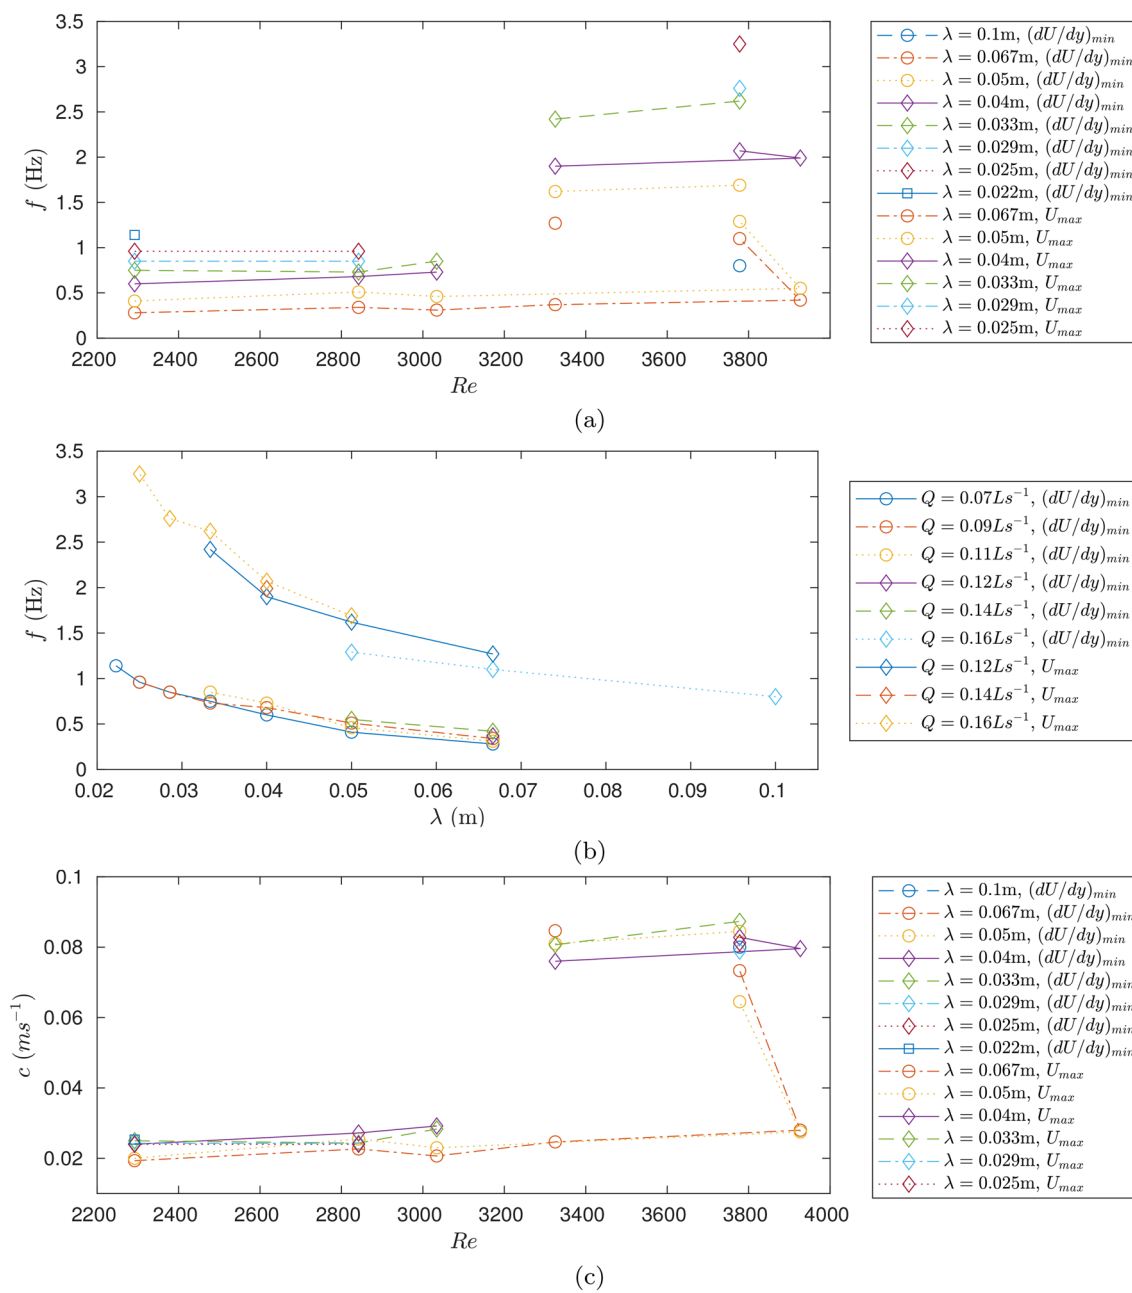 3.5
3
2.5
2
1.5
1
0.5
0
f (Hz)
2200 2400 2600 2800 3000 3200 3400 3600 3800
Re
λ = 0.1m, (dU/dy)min
λ = 0.067m, (dU/dy)min
λ = 0.05m, (dU/dy)min
λ = 0.04m, (dU/dy)min
λ = 0.033m, (dU/dy)min
λ = 0.029m, (dU/dy)min
λ = 0.025m, (dU/dy)min
λ = 0.022m, (dU/dy)min
λ = 0.067m, Umax
λ = 0.05m, Umax
λ = 0.04m, Umax
λ = 0.033m, Umax
λ = 0.029m, Umax
λ = 0.025m, Umax
(a)
3.5
3
2.5
2
1.5
1
0.5
0
f (Hz)
0.02 0.03 0.04 0.05 0.06 0.07 0.08 0.09 0.1
λ (m)
Q = 0.07Ls⁻¹, (dU/dy)min
Q = 0.09Ls⁻¹, (dU/dy)min
Q = 0.11Ls⁻¹, (dU/dy)min
Q = 0.12Ls⁻¹, (dU/dy)min
Q = 0.14Ls⁻¹, (dU/dy)min
Q = 0.16Ls⁻¹, (dU/dy)min
Q = 0.12Ls⁻¹, Umax
Q = 0.14Ls⁻¹, Umax
Q = 0.16Ls⁻¹, Umax
(b)
0.1
0.08
0.06
0.04
0.02
c (ms⁻¹)
2200 2400 2600 2800 3000 3200 3400 3600 3800 4000
Re
λ = 0.1m, (dU/dy)min
λ = 0.067m, (dU/dy)min
λ = 0.05m, (dU/dy)min
λ = 0.04m, (dU/dy)min
λ = 0.033m, (dU/dy)min
λ = 0.029m, (dU/dy)min
λ = 0.025m, (dU/dy)min
λ = 0.022m, (dU/dy)min
λ = 0.067m, Umax
λ = 0.05m, Umax
λ = 0.04m, Umax
λ = 0.033m, Umax
λ = 0.029m, Umax
λ = 0.025m, Umax
(c)